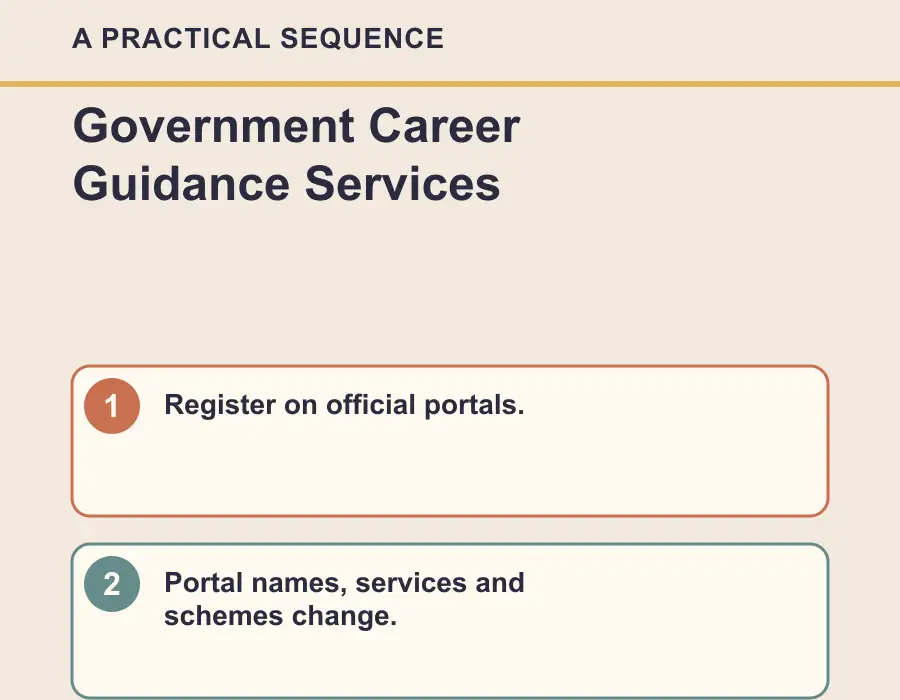 A PRACTICAL SEQUENCE
Government Career
Guidance Services
1
Register on official portals.
2
Portal names, services and
schemes change.